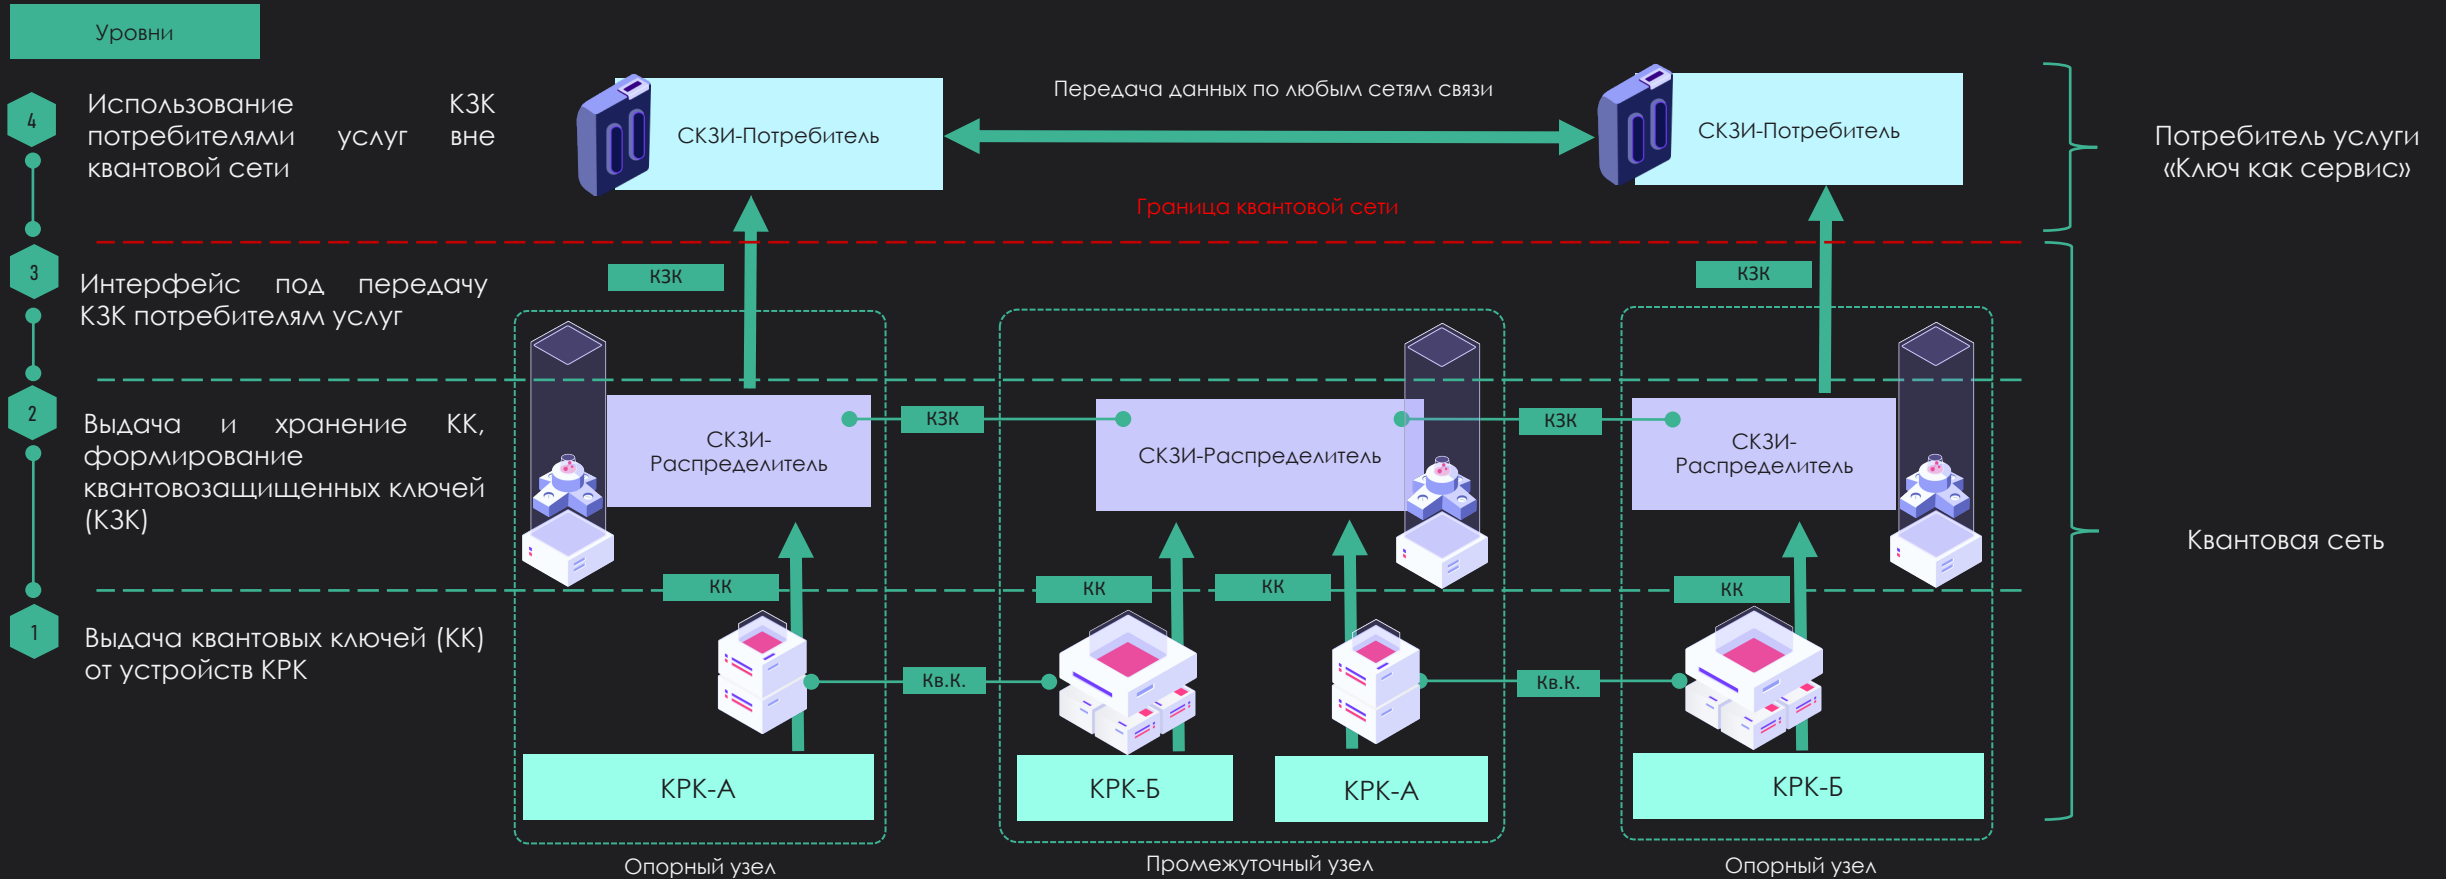 Уровни
4
Использование КЗК
потребителями услуг вне
квантовой сети
3
Интерфейс под передачу
КЗК потребителям услуг
2
Выдача и хранение КК,
формирование
квантовозащищенных ключей
(КЗК)
1
Выдача квантовых ключей (КК)
от устройств КРК
СКЗИ-Потребитель
Передача данных по любым сетям связи
СКЗИ-Потребитель
Граница квантовой сети
КЗК
КЗК
СКЗИ-
Распределитель
КЗК
СКЗИ-Распределитель
КЗК
СКЗИ-
Распределитель
КК
КК
КК
КК
Кв.К.
Кв.К.
КРК-А
КРК-Б
КРК-А
КРК-Б
Опорный узел
Промежуточный узел
Опорный узел
Потребитель услуги
«Ключ как сервис»
Квантовая сеть